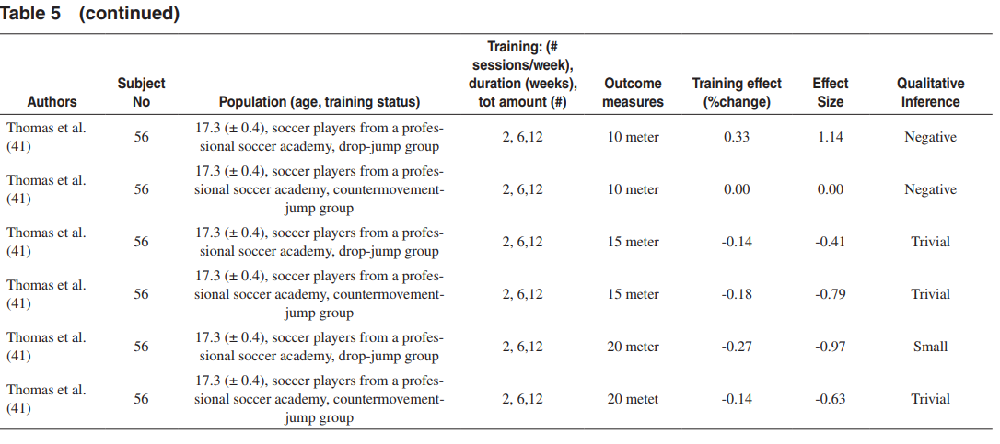 Table 5 (continued)
Training: (#
sessions/week),
Subject duration (weeks), Outcome Training effect Effect Qualitative
Authors No Population (age, training status) tot amount (#) measures (%change) Size Inference
Thomas et al. 17.3 (± 0.4), soccer players from a profes-
(41) 56 sional soccer academy, drop-jump group 2, 6,12 10 meter 0.33 1.14 Negative
17.3 (± 0.4), soccer players from a profes-
Thomas et al. 56 sional soccer academy, countermovement- 2, 6,12 10 meter 0.00 0.00 Negative
(41) jump group
Thomas et al. 17.3 (± 0.4), soccer players from a profes-
(41) 56 sional soccer academy, drop-jump group 2, 6,12 15 meter -0.14 -0.41 Trivial
17.3 (± 0.4), soccer players from a profes-
Thomas et al. 56 sional soccer academy, countermovement- 2, 6,12 15 meter -0.18 -0.79 Trivial
(41) jump group
Thomas et al. 17.3 (± 0.4), soccer players from a profes-
(41) 56 sional soccer academy, drop-jump group 2, 6,12 20 meter -0.27 -0.97 Small
17.3 (± 0.4), soccer players from a profes-
Thomas et al. 56 sional soccer academy, countermovement- 2, 6,12 20 metet -0.14 -0.63 Trivial
(41) jump group